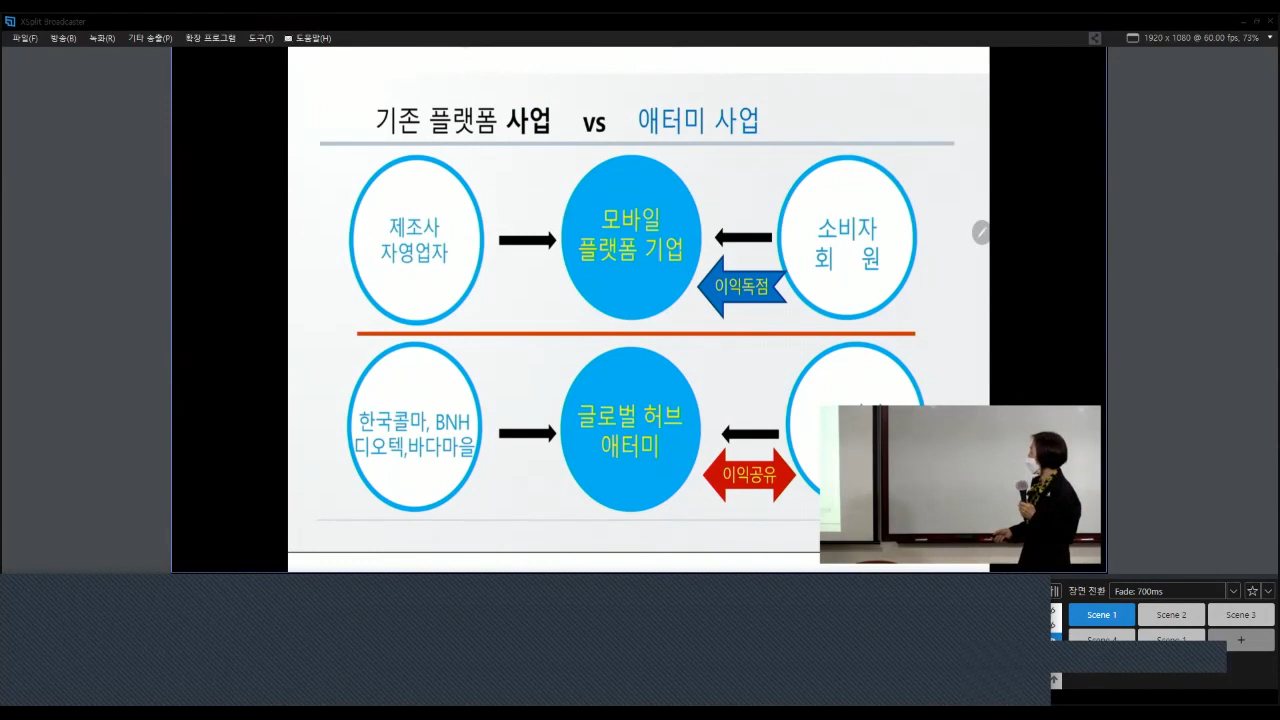 XSplit Broadcaster
파일(F) 방송(B) 녹화(R) 기타 송출(P) 확장 프로그램 도구(T) 도움말(H)
1920 x 1080 @ 60.00 fps, 73%
기존 플랫폼 사업 vs 애터미 사업
제조사
자영업자
모바일
플랫폼 기업
소비자
회 원
이익독점
한국콜마, BNH
디오텍,바다마을
글로벌 허브
애터미
이익공유
장면 전환 Fade: 700ms
Scene 1 Scene 2 Scene 3
Scene 4 Scene 1